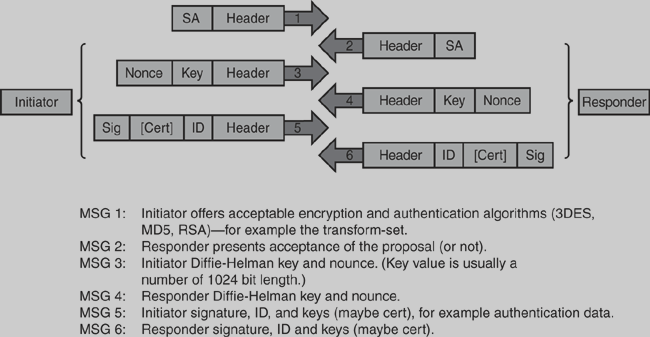 SA Header 1
2 Header SA
Nonce Key Header 3
Initiator
4 Header Key Nonce
Responder
Sig [Cert] ID Header 5
6 Header ID [Cert] Sig
MSG 1: Initiator offers acceptable encryption and authentication algorithms (3DES,
MD5, RSA)—for example the transform-set.
MSG 2: Responder presents acceptance of the proposal (or not).
MSG 3: Initiator Diffie-Helman key and nounce. (Key value is usually a
number of 1024 bit length.)
MSG 4: Responder Diffie-Helman key and nounce.
MSG 5: Initiator signature, ID, and keys (maybe cert), for example authentication data.
MSG 6: Responder signature, ID and keys (maybe cert).